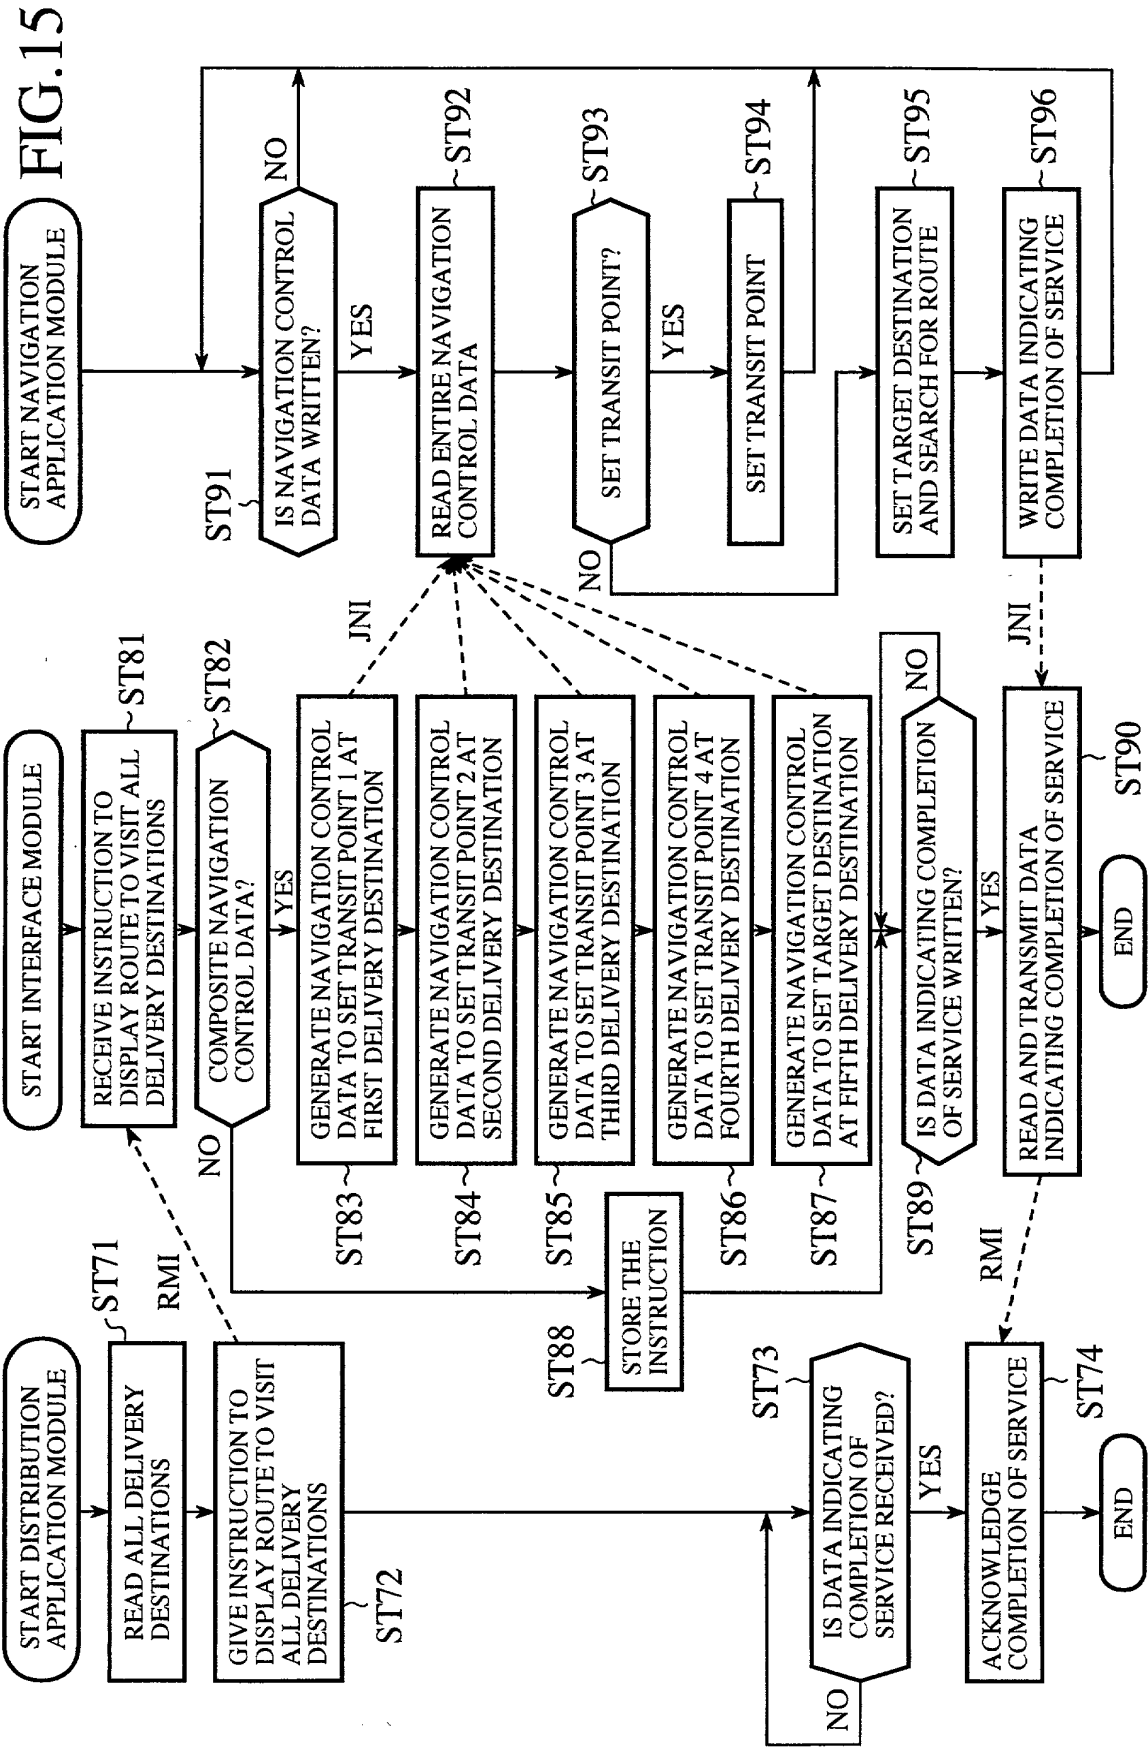 FIG.15
START DISTRIBUTION
APPLICATION MODULE
ST71
READ ALL DELIVERY
DESTINATIONS
RMI
GIVE INSTRUCTION TO
DISPLAY ROUTE TO VISIT
ALL DELIVERY
DESTINATIONS
ST72
ST73
IS DATA INDICATING
COMPLETION OF
SERVICE RECEIVED?
NO
YES
ACKNOWLEDGE
COMPLETION OF SERVICE
ST74
END
START INTERFACE MODULE
ST81
RECEIVE INSTRUCTION TO
DISPLAY ROUTE TO VISIT ALL
DELIVERY DESTINATIONS
ST82
COMPOSITE NAVIGATION
CONTROL DATA?
NO
YES
GENERATE NAVIGATION CONTROL
DATA TO SET TRANSIT POINT 1 AT
FIRST DELIVERY DESTINATION
ST83
JNI
GENERATE NAVIGATION CONTROL
DATA TO SET TRANSIT POINT 2 AT
SECOND DELIVERY DESTINATION
ST84
GENERATE NAVIGATION CONTROL
DATA TO SET TRANSIT POINT 3 AT
THIRD DELIVERY DESTINATION
ST85
GENERATE NAVIGATION CONTROL
DATA TO SET TRANSIT POINT 4 AT
FOURTH DELIVERY DESTINATION
ST86
GENERATE NAVIGATION CONTROL
DATA TO SET TARGET DESTINATION
AT FIFTH DELIVERY DESTINATION
ST87
STORE THE
INSTRUCTION
ST88
IS DATA INDICATING COMPLETION
OF SERVICE WRITTEN?
ST89
NO
YES
READ AND TRANSMIT DATA
INDICATING COMPLETION OF SERVICE
ST90
RMI
END
START NAVIGATION
APPLICATION MODULE
ST91
IS NAVIGATION CONTROL
DATA WRITTEN?
NO
YES
READ ENTIRE NAVIGATION
CONTROL DATA
ST92
SET TRANSIT POINT?
ST93
NO
YES
SET TRANSIT POINT
ST94
SET TARGET DESTINATION
AND SEARCH FOR ROUTE
ST95
WRITE DATA INDICATING
COMPLETION OF SERVICE
ST96
JNI